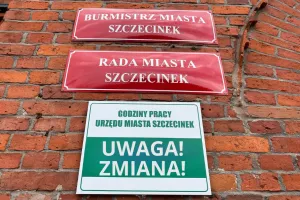 BURMISTRZ MIASTA
SZCZECINEK
RADA MIASTA
SZCZECINEK
GODZINY PRACY
URZĘDU MIASTA SZCZECINEK
UWAGA!
ZMIANA!